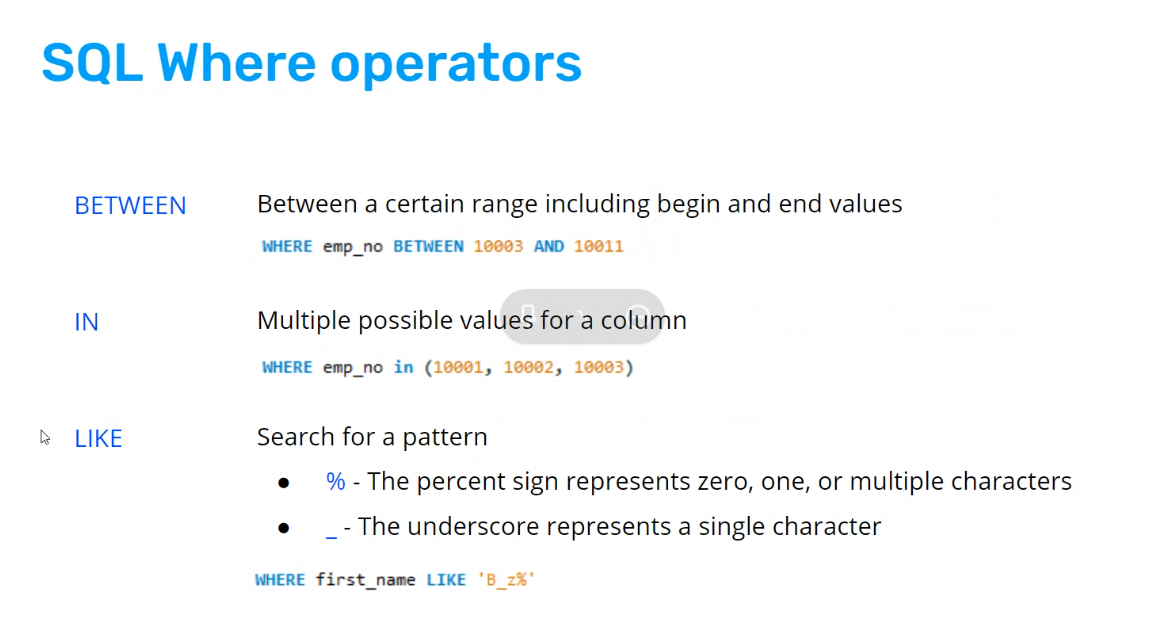 SQL Where operators
BETWEEN
Between a certain range including begin and end values
WHERE emp_no BETWEEN 10003 AND 10011
IN
Multiple possible values for a column
WHERE emp_no in (10001, 10002, 10003)
LIKE
Search for a pattern
● % - The percent sign represents zero, one, or multiple characters
● _ - The underscore represents a single character
WHERE first_name LIKE 'B_z%'